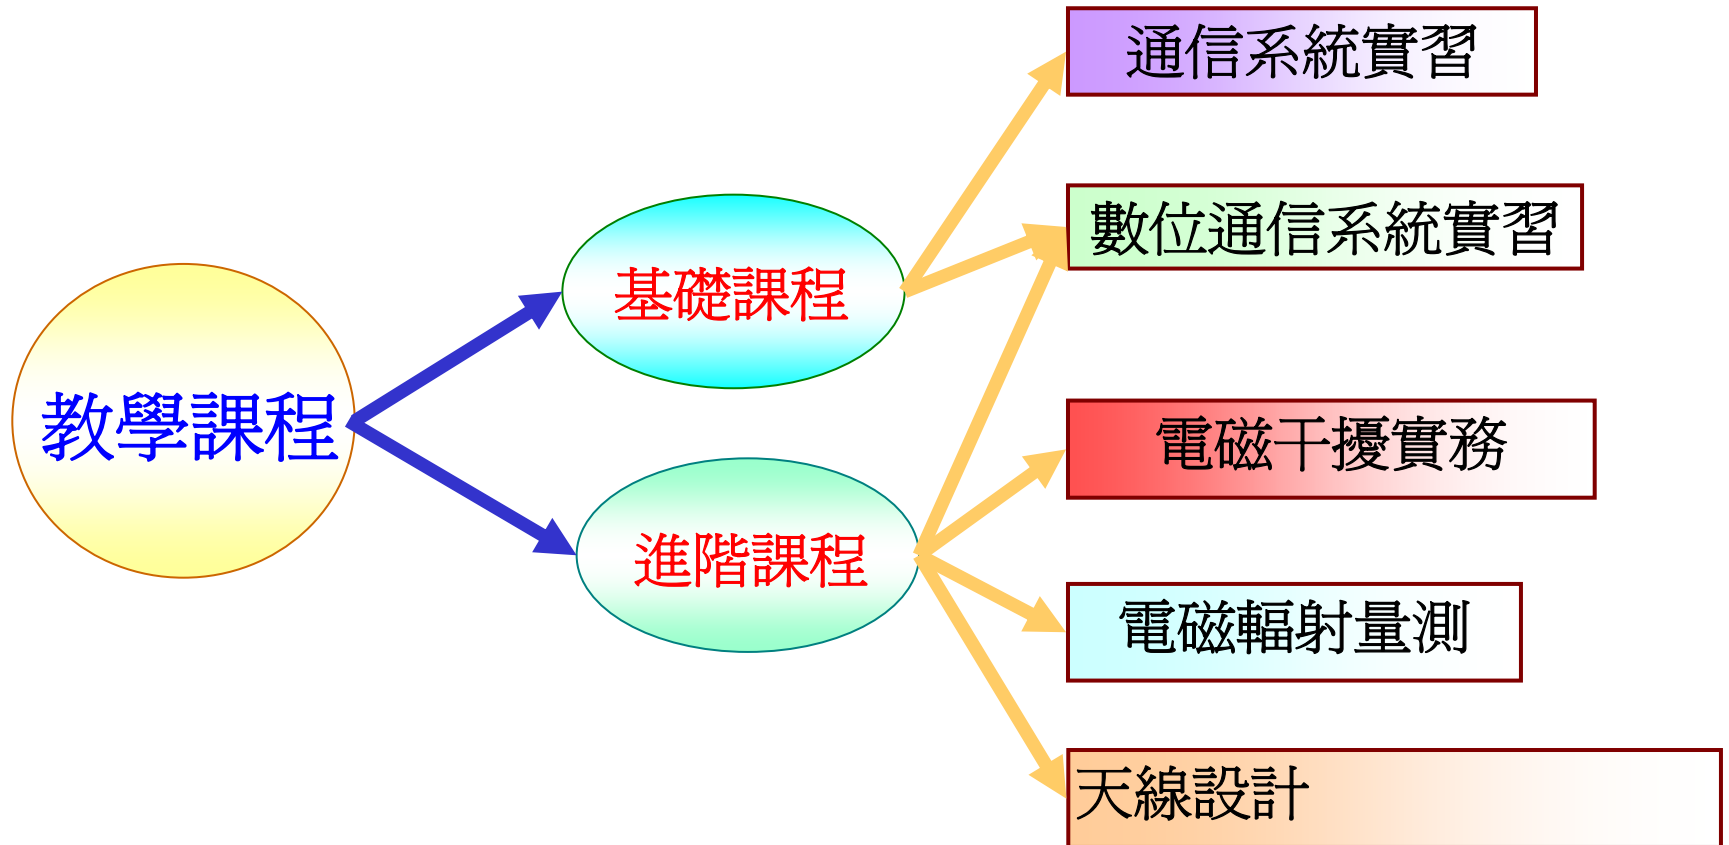 教學課程
基礎課程
進階課程
通信系統實習
數位通信系統實習
電磁干擾實務
電磁輻射量測
天線設計